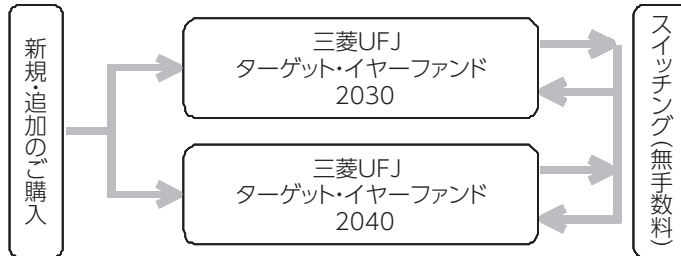 新規・追加のご購入
三菱UFJ
ターゲット・イヤーファンド
2030
三菱UFJ
ターゲット・イヤーファンド
2040
スイッチング(無手数料)